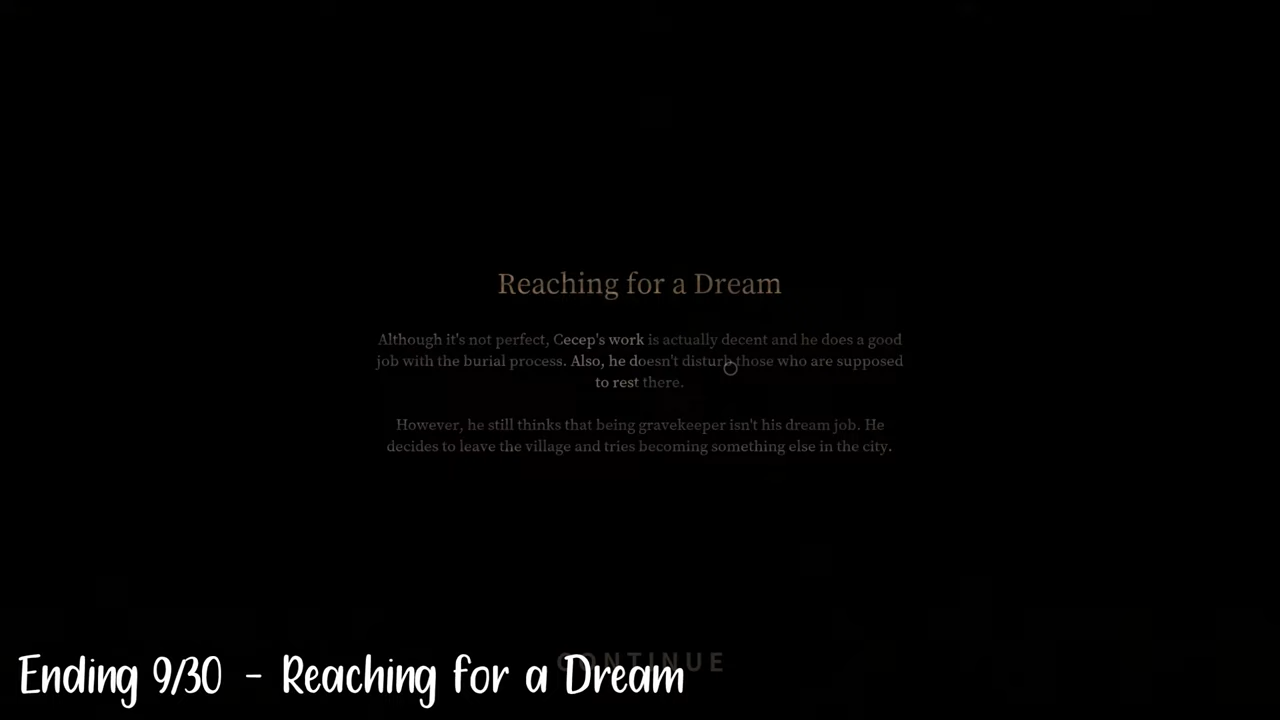 Reaching for a Dream
Although it's not perfect, Cecep's work is actually decent and he does a good
job with the burial process. Also, he doesn't disturb those who are supposed
to rest there.
However, he still thinks that being gravekeeper isn't his dream job. He
decides to leave the village and tries becoming something else in the city.
CONTINUE
Ending 9/30 - Reaching for a Dream